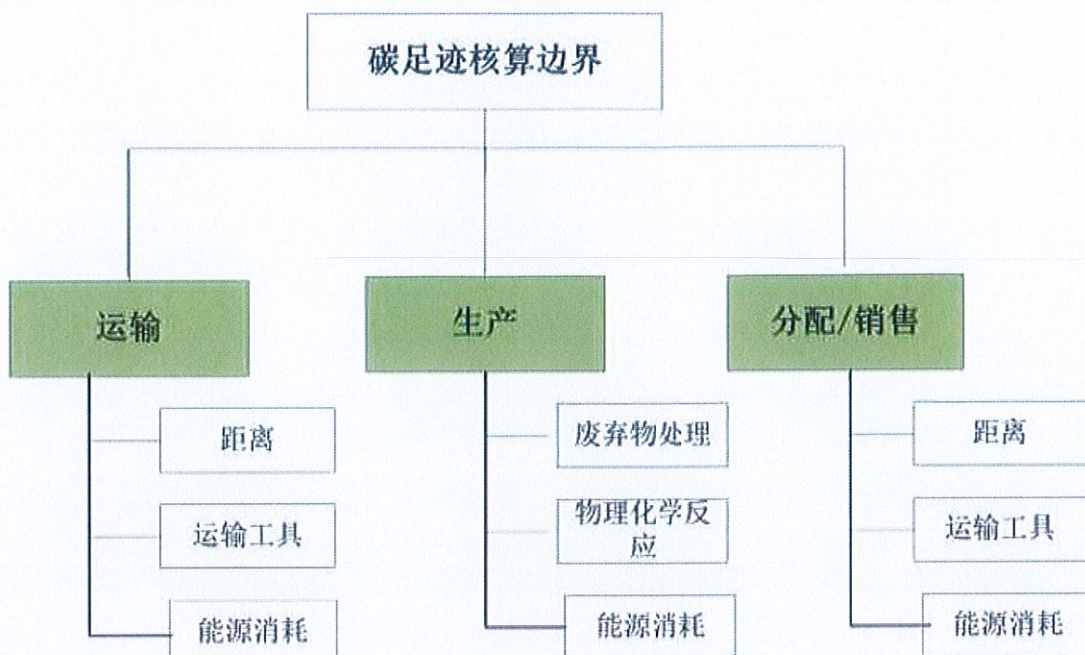 碳足迹核算边界
运输
生产
分配/销售
距离
废弃物处理
距离
运输工具
物理化学反
应
运输工具
能源消耗
能源消耗
能源消耗